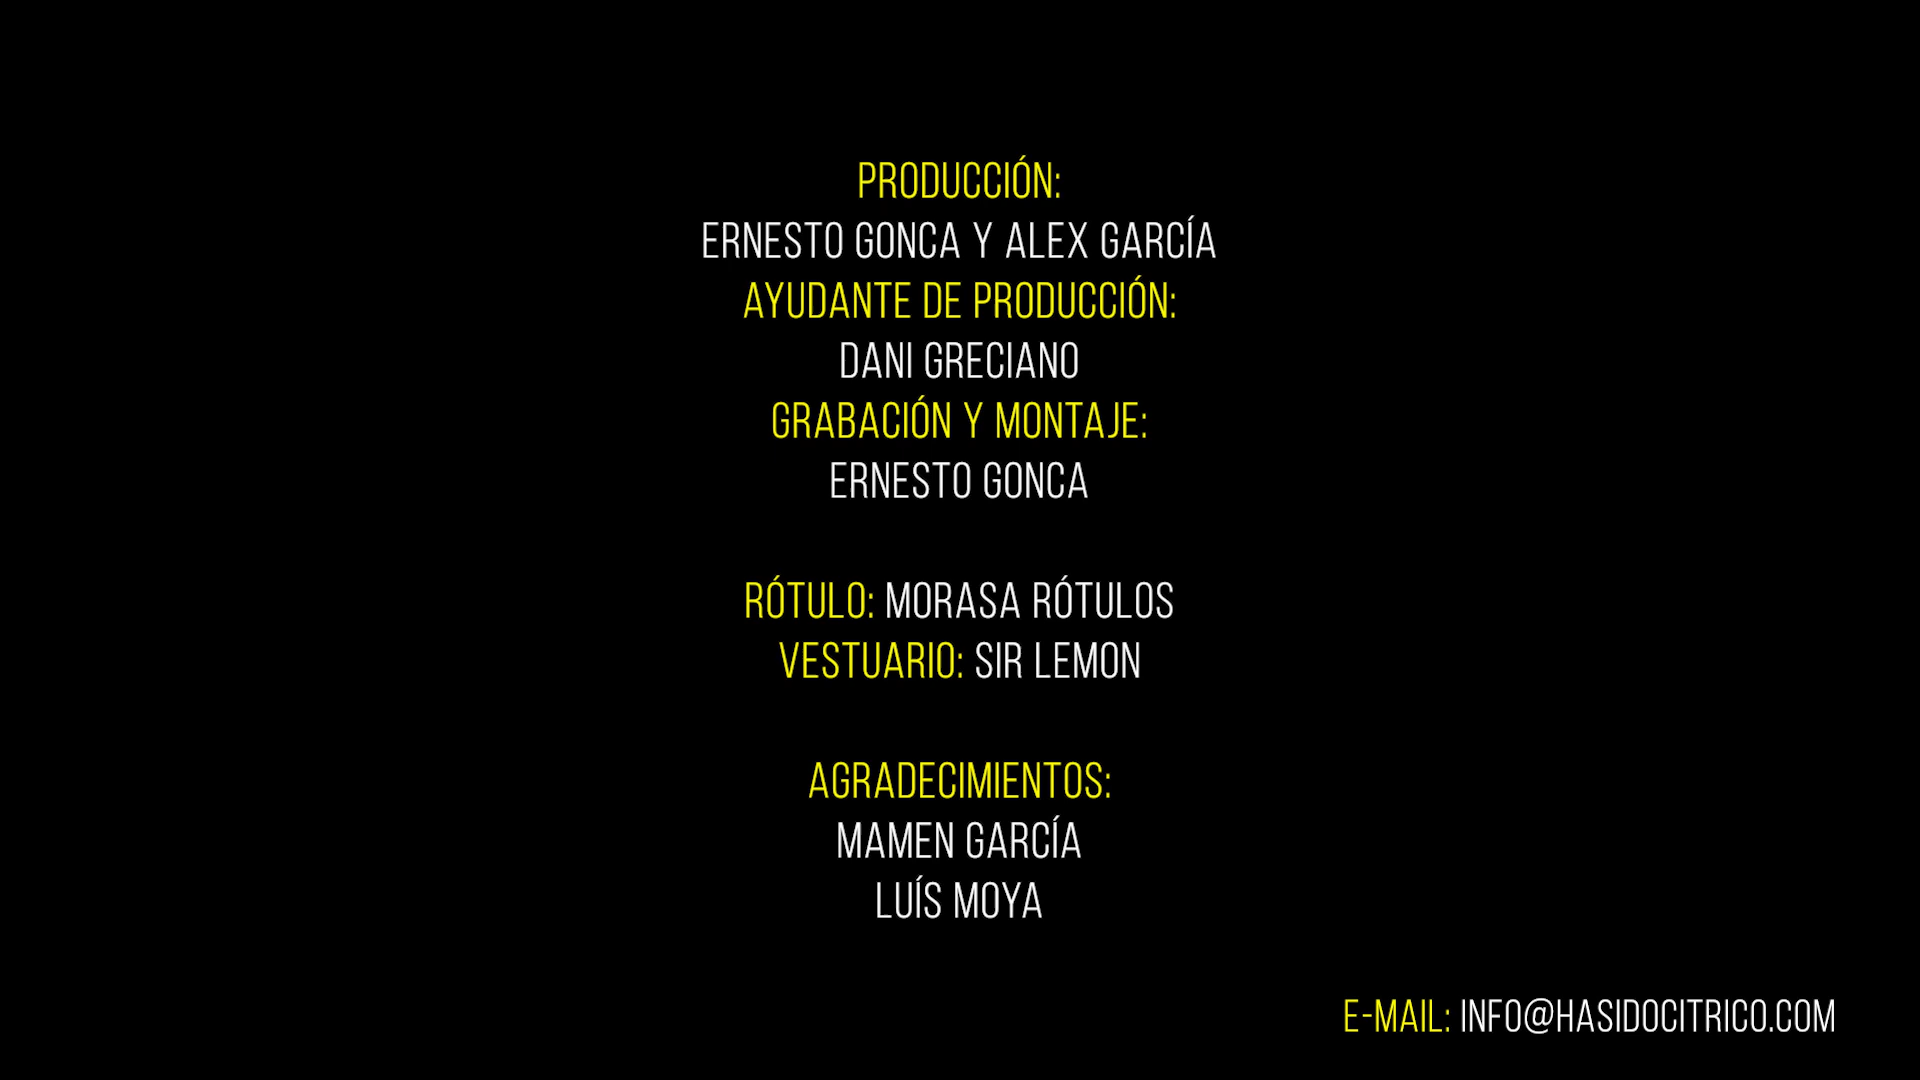 PRODUCCIÓN:
ERNESTO GONCA Y ALEX GARCÍA
AYUDANTE DE PRODUCCIÓN:
DANI GRECIANO
GRABACIÓN Y MONTAJE:
ERNESTO GONCA
RÓTULO: MORASA RÓTULOS
VESTUARIO: SIR LEMON
AGRADECIMIENTOS:
MAMEN GARCÍA
LUÍS MOYA
E-MAIL: INFO@HASIDOCITRICO.COM